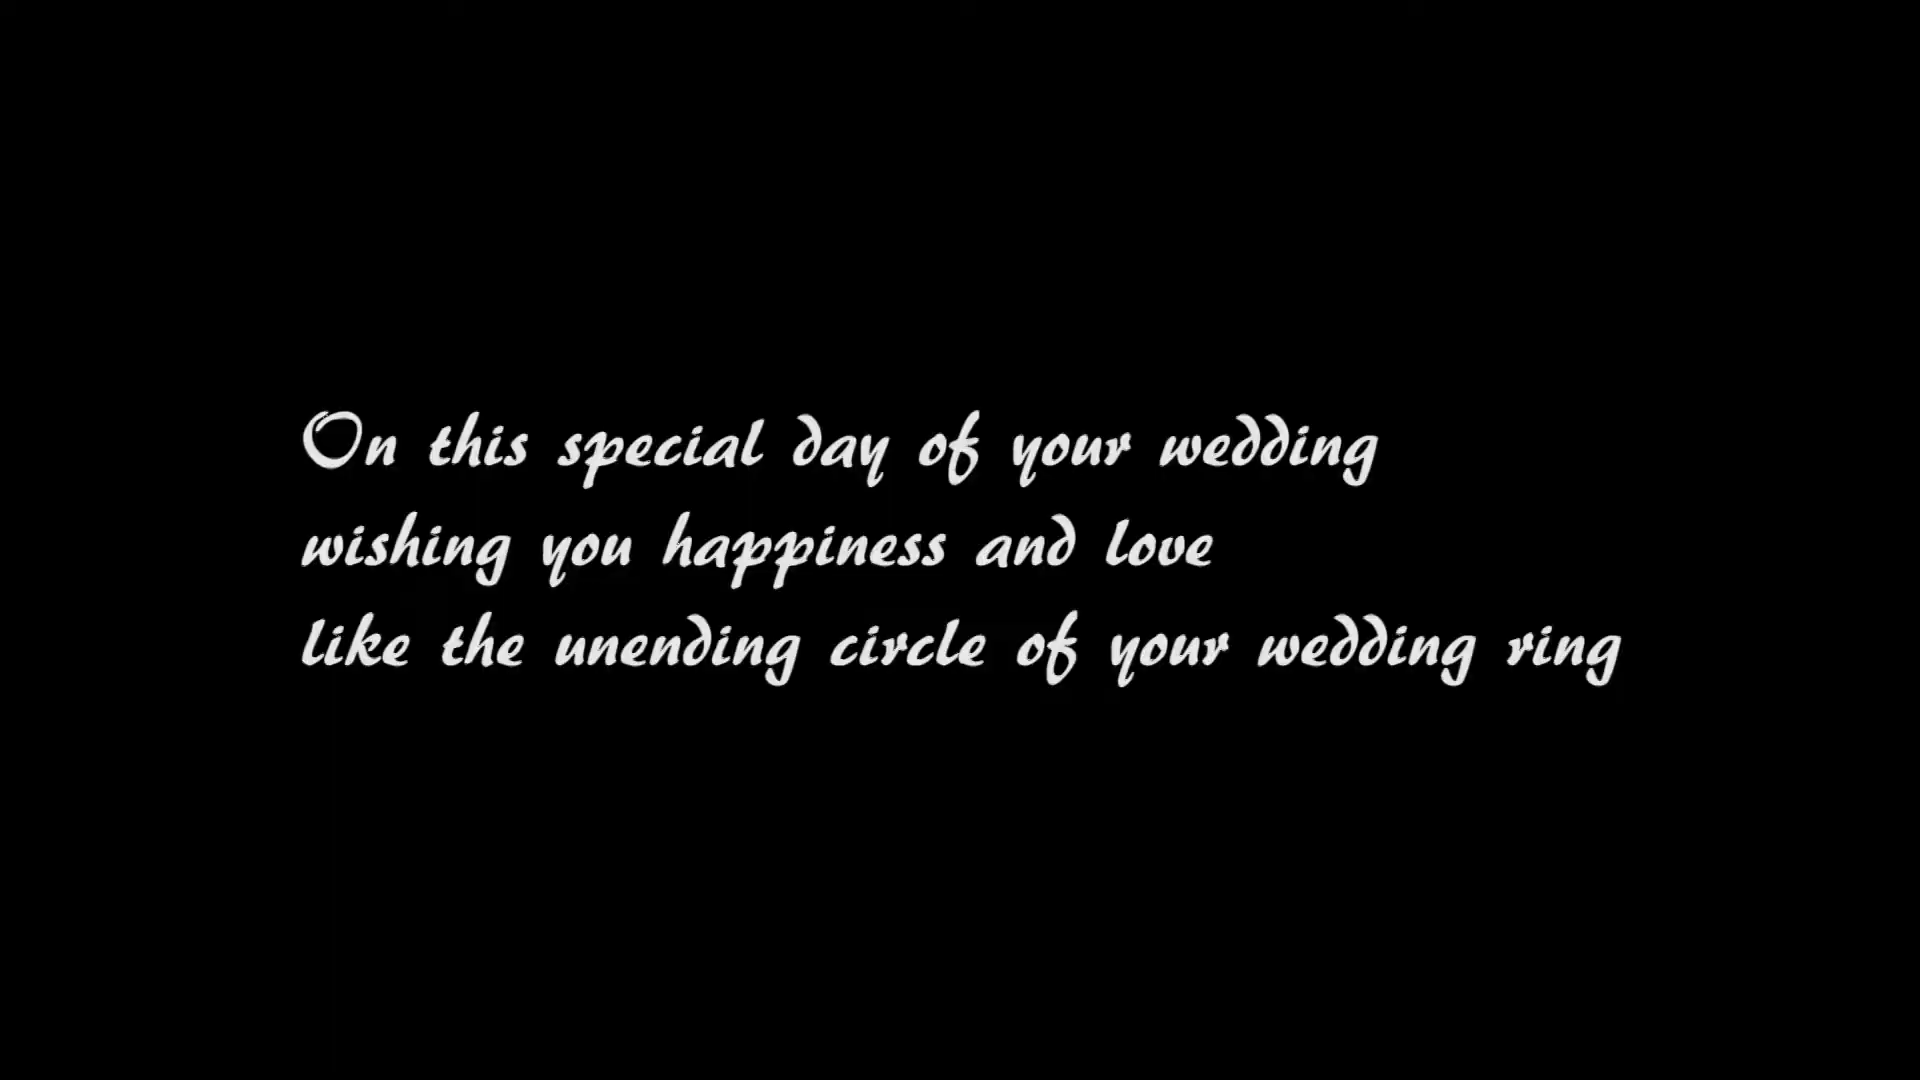 On this special day of your wedding
wishing you happiness and love
like the unending circle of your wedding ring